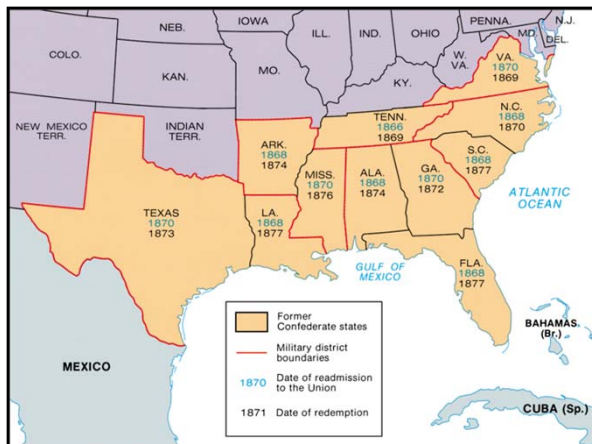 NEB.
IOWA
ILL.
IND.
OHIO
PENNA.
N.J.
MD.
DEL.
COLO.
KAN.
MO.
W.
VA.
KY.
VA.
1870
1869
NEW MEXICO
TERR.
INDIAN
TERR.
TENN.
1866
1869
N.C.
1868
1870
ARK.
1868
1874
MISS.
1870
1876
ALA.
1868
1874
GA.
1870
1872
S.C.
1868
1877
TEXAS
1870
1873
LA.
1868
1877
FLA.
1868
1877
ATLANTIC
OCEAN
GULF OF
MEXICO
MEXICO
BAHAMAS.
(Br.)
CUBA (Sp.)
Former
Confederate states
Military district
boundaries
1870 Date of readmission
to the Union
1871 Date of redemption